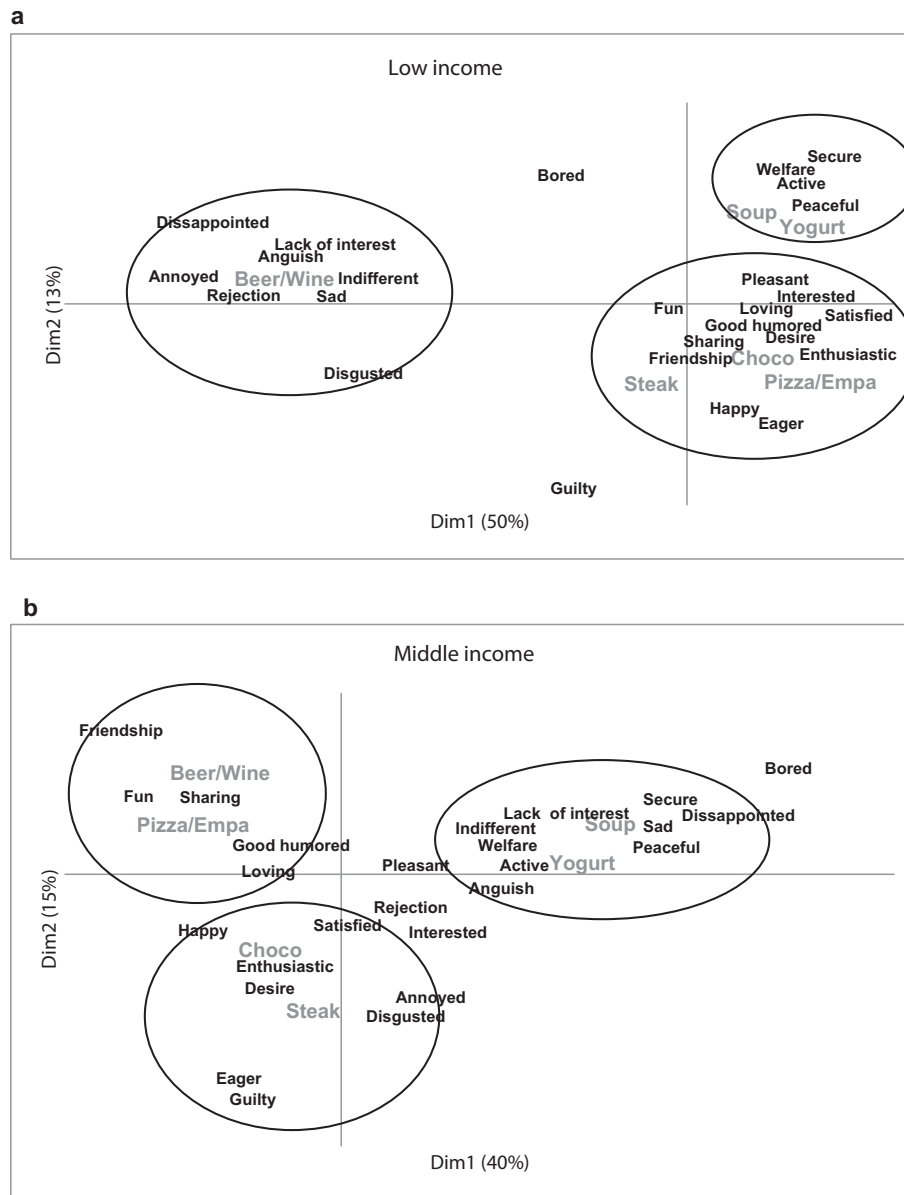 a
Low income
Secure
Bored
Welfare
Active
Peaceful
Soup
Dissappointed
Yogurt
Lack of interest
Anguish
Annoyed
Beer/Wine
Indifferent
Pleasant
Rejection
Sad
Interested
Fun
Loving
Satisfied
Good humored
Dim2 (13%)
Sharing
Desire
Friendship
Choco
Enthusiastic
Disgusted
Steak
Pizza/Empa
Happy
Eager
Guilty
Dim1 (50%)
b
Middle income
Friendship
Beer/Wine
Bored
Fun
Sharing
Secure
Lack of interest
Dissappointed
Pizza/Empa
Indifferent
Soup
Sad
Good humored
Welfare
Peaceful
Loving
Pleasant
Active
Yogurt
Anguish
Rejection
Dim2 (15%)
Happy
Satisfied
Interested
Choco
Enthusiastic
Desire
Annoyed
Steak
Disgusted
Eager
Guilty
Dim1 (40%)